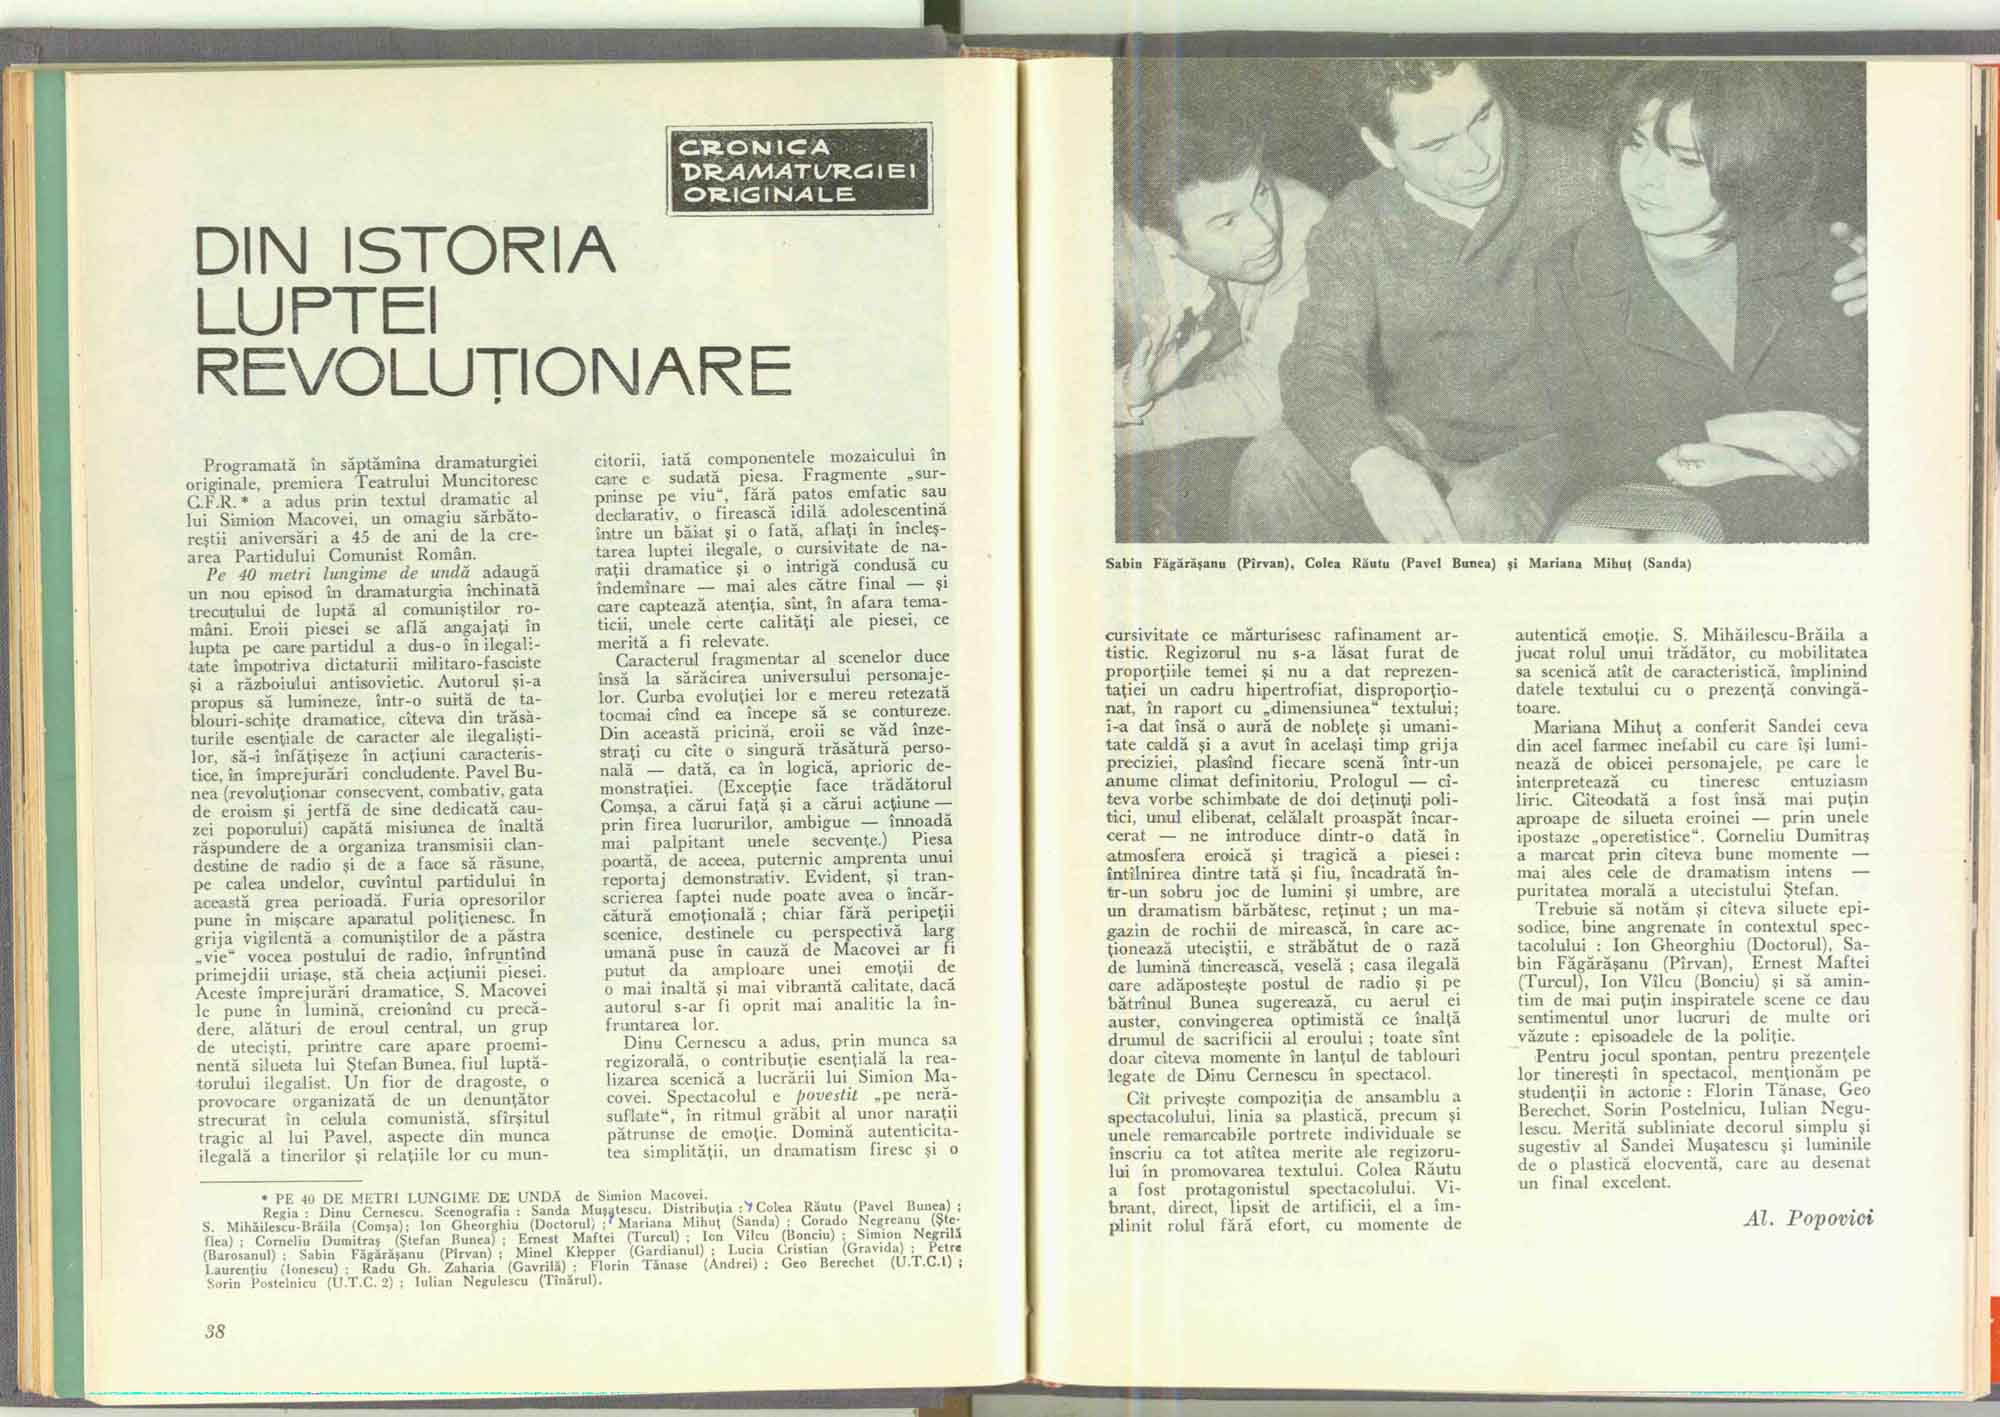 CRONICA
DRAMATURGIEI
ORIGINALE
DIN ISTORIA
LUPTEI
REVOLUȚIONARE
Programată în săptămîna dramaturgiei
originale, premiera Teatrului Muncitoresc
C.F.R. * a adus prin textul dramatic al
lui Simion Macovei, un omagiu sărbăto-
reștii aniversări a 45 de ani de la cre-
area Partidului Comunist Român.
Pe 40 metri lungime de undă adaugă
un nou episod în dramaturgia închinată
trecutului de luptă al comuniștilor ro-
mâni. Eroii piesei se află angajați în
lupta pe care partidul a dus-o în ilegali-
tate împotriva dictaturii militaro-fasciste
și a războiului antisovietic. Autorul și-a
propus să lumineze, într-o suită de ta-
blouri-schițe dramatice, cîteva din trăsă-
turile esențiale de caracter ale ilegaliști-
lor, să-i înfățișeze în acțiuni caracteris-
tice, în împrejurări concludente. Pavel Bu-
nea (revoluționar consecvent, combativ, gata
de eroism și jertfă de sine dedicată cau-
zei poporului) capătă misiunea de înaltă
răspundere de a organiza transmisii clan-
destine de radio și de a face să răsune,
pe calea undelor, cuvîntul partidului în
această grea perioadă. Furia opresorilor
pune în mișcare aparatul polițienesc. În
grija vigilentă a comuniștilor de a păstra
„vie“ vocea postului de radio, înfruntînd
primejdii uriașe, stă cheia acțiunii piesei.
Aceste împrejurări dramatice, S. Macovei
le pune în lumină, creionînd cu precă-
dere, alături de eroul central, un grup
de uteciști, printre care apare proemi-
nentă silueta lui Ștefan Bunea, fiul luptă-
torului ilegalist. Un fior de dragoste, o
provocare organizată de un denunțător
strecurat în celula comunistă, sfîrșitul
tragic al lui Pavel, aspecte din munca
ilegală a tinerilor și relațiile lor cu mun-
citorii, iată componentele mozaicului în
care e sudată piesa. Fragmente „sur-
prinse pe viu“, fără patos emfatic sau
declarativ, o firească idilă adolescentină
între un băiat și o fată, aflați în încleș-
tarea luptei ilegale, o cursivitate de na-
rații dramatice și o intrigă condusă cu
îndemînare — mai ales către final — și
care captează atenția, sînt, în afara tema-
ticii, unele certe calități ale piesei, ce
merită a fi relevate.
Caracterul fragmentar al scenelor duce
însă la sărăcirea universului personaje-
lor. Curba evoluției lor e mereu retezată
tocmai cînd ea începe să se contureze.
Din această pricină, eroii se văd înze-
strați cu cîte o singură trăsătură perso-
nală — dată, ca în logică, aprioric de-
monstrației. (Excepție face trădătorul
Comșa, a cărui față și a cărui acțiune —
prin firea lucrurilor, ambigue — înnoadă
mai palpitant unele secvențe.) Piesa
poartă, de aceea, puternic amprenta unui
reportaj demonstrativ. Evident, și tran-
scrierea faptei nude poate avea o încăr-
cătură emoțională ; chiar fără peripeții
scenice, destinele cu perspectivă larg
umană puse în cauză de Macovei ar fi
putut da amploare unei emoții de
o mai înaltă și mai vibrantă calitate, dacă
autorul s-ar fi oprit mai analitic la în-
fruntarea lor.
Dinu Cernescu a adus, prin munca sa
regizorală, o contribuție esențială la rea-
lizarea scenică a lucrării lui Simion Ma-
covei. Spectacolul e povestit „pe neră-
suflate“, în ritmul grăbit al unor narații
pătrunse de emoție. Domină autenticita-
tea simplității, un dramatism firesc și o
* PE 40 DE METRI LUNGIME DE UNDĂ de Simion Macovei.
Regia : Dinu Cernescu. Scenografia : Sanda Mușatescu. Distribuția : Colea Răutu (Pavel Bunea) ;
S. Mihăilescu-Brăila (Comșa); Ion Gheorghiu (Doctorul) ; Mariana Mihuț (Sanda) ; Corado Negreanu (Ște-
flea) ; Corneliu Dumitraș (Ștefan Bunea) ; Ernest Maftei (Turcul) ; Ion Vîlcu (Bonciu) ; Simion Negrilă
(Barosanul) ; Sabin Făgărășanu (Pîrvan) ; Minel Klepper (Gardianul) ; Lucia Cristian (Gravida) ; Petre
Laurențiu (Ionescu) ; Radu Gh. Zaharia (Gavrilă) ; Florin Tănase (Andrei) ; Geo Berechet (U.T.C.1) ;
Sorin Postelnicu (U.T.C. 2) ; Iulian Negulescu (Tînărul).
38
Sabin Făgărășanu (Pîrvan), Colea Răutu (Pavel Bunea) și Mariana Mihuț (Sanda)
cursivitate ce mărturisesc rafinament ar-
tistic. Regizorul nu s-a lăsat furat de
proporțiile temei și nu a dat reprezen-
tației un cadru hipertrofiat, disproporțio-
nat, în raport cu „dimensiunea“ textului;
i-a dat însă o aură de noblețe și umani-
tate caldă și a avut în același timp grija
preciziei, plasînd fiecare scenă într-un
anume climat definitoriu. Prologul — cî-
teva vorbe schimbate de doi deținuți poli-
tici, unul eliberat, celălalt proaspăt încar-
cerat — ne introduce dintr-o dată în
atmosfera eroică și tragică a piesei :
întîlnirea dintre tată și fiu, încadrată în-
tr-un sobru joc de lumini și umbre, are
un dramatism bărbătesc, reținut ; un ma-
gazin de rochii de mireasă, în care ac-
ționează uteciștii, e străbătut de o rază
de lumină tinerească, veselă ; casa ilegală
care adăpostește postul de radio și pe
bătrînul Bunea sugerează, cu aerul ei
auster, convingerea optimistă ce înalță
drumul de sacrificii al eroului ; toate sînt
doar cîteva momente în lanțul de tablouri
legate de Dinu Cernescu în spectacol.
Cît privește compoziția de ansamblu a
spectacolului, linia sa plastică, precum și
unele remarcabile portrete individuale se
înscriu ca tot atîtea merite ale regizoru-
lui în promovarea textului. Colea Răutu
a fost protagonistul spectacolului. Vi-
brant, direct, lipsit de artificii, el a îm-
plinit rolul fără efort, cu momente de
autentică emoție. S. Mihăilescu-Brăila a
jucat rolul unui trădător, cu mobilitatea
sa scenică atît de caracteristică, împlinind
datele textului cu o prezență convingă-
toare.
Mariana Mihuț a conferit Sandei ceva
din acel farmec inefabil cu care își lumi-
nează de obicei personajele, pe care le
interpretează cu tineresc entuziasm
liric. Cîteodată a fost însă mai puțin
aproape de silueta eroinei — prin unele
ipostaze „operetistice“. Corneliu Dumitraș
a marcat prin cîteva bune momente —
mai ales cele de dramatism intens —
puritatea morală a utecistului Ștefan.
Trebuie să notăm și cîteva siluete epi-
sodice, bine angrenate în contextul spec-
tacolului : Ion Gheorghiu (Doctorul), Sa-
bin Făgărășanu (Pîrvan), Ernest Maftei
(Turcul), Ion Vîlcu (Bonciu) și să amin-
tim de mai puțin inspiratele scene ce dau
sentimentul unor lucruri de multe ori
văzute : episoadele de la poliție.
Pentru jocul spontan, pentru prezențele
lor tinerești în spectacol, menționăm pe
studenții în actorie : Florin Tănase, Geo
Berechet, Sorin Postelnicu, Iulian Negu-
lescu. Merită subliniate decorul simplu și
sugestiv al Sandei Mușatescu și luminile
de o plastică elocventă, care au desenat
un final excelent.
Al. Popovici